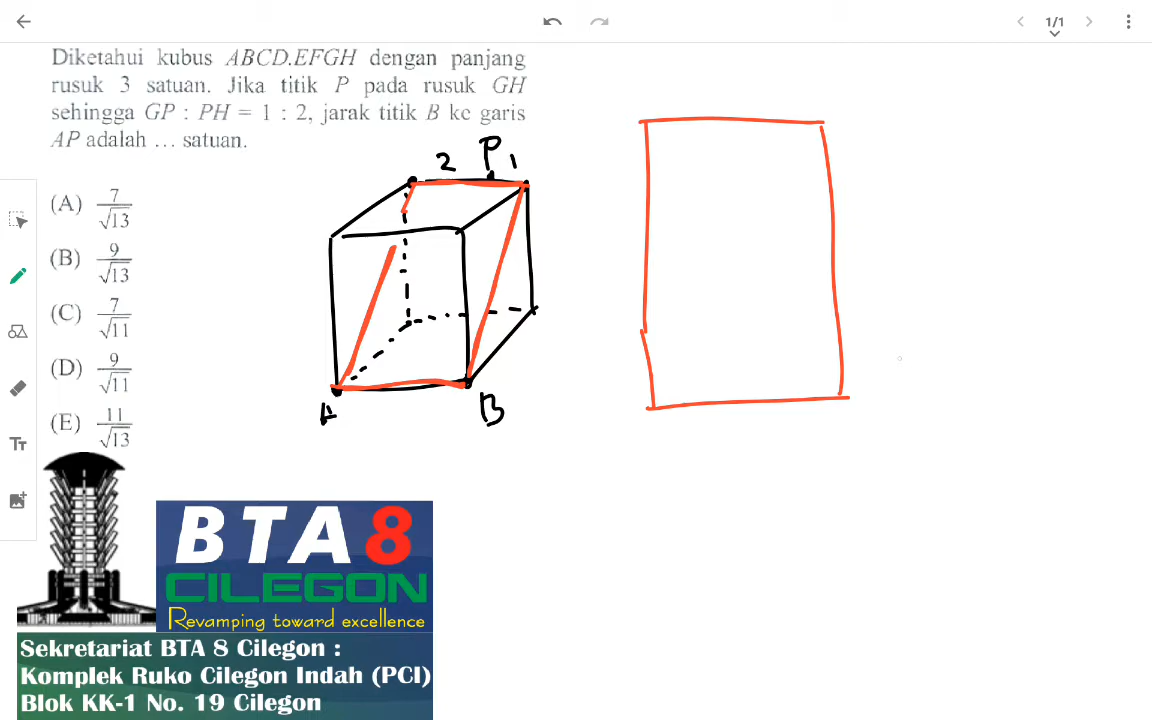 1/1
Diketahui kubus ABCD.EFGH dengan panjang
rusuk 3 satuan. Jika titik P pada rusuk GH
sehingga GP : PH = 1 : 2, jarak titik B ke garis
AP adalah ... satuan.
(A) 7/√13
(B) 9/√13
(C) 7/√11
(D) 9/√11
(E) 11/√13
2 P 1
A B
Tт
BTA8
CILEGON
Revamping toward excellence
Sekretariat BTA 8 Cilegon :
Komplek Ruko Cilegon Indah (PCI)
Blok KK-1 No. 19 Cilegon